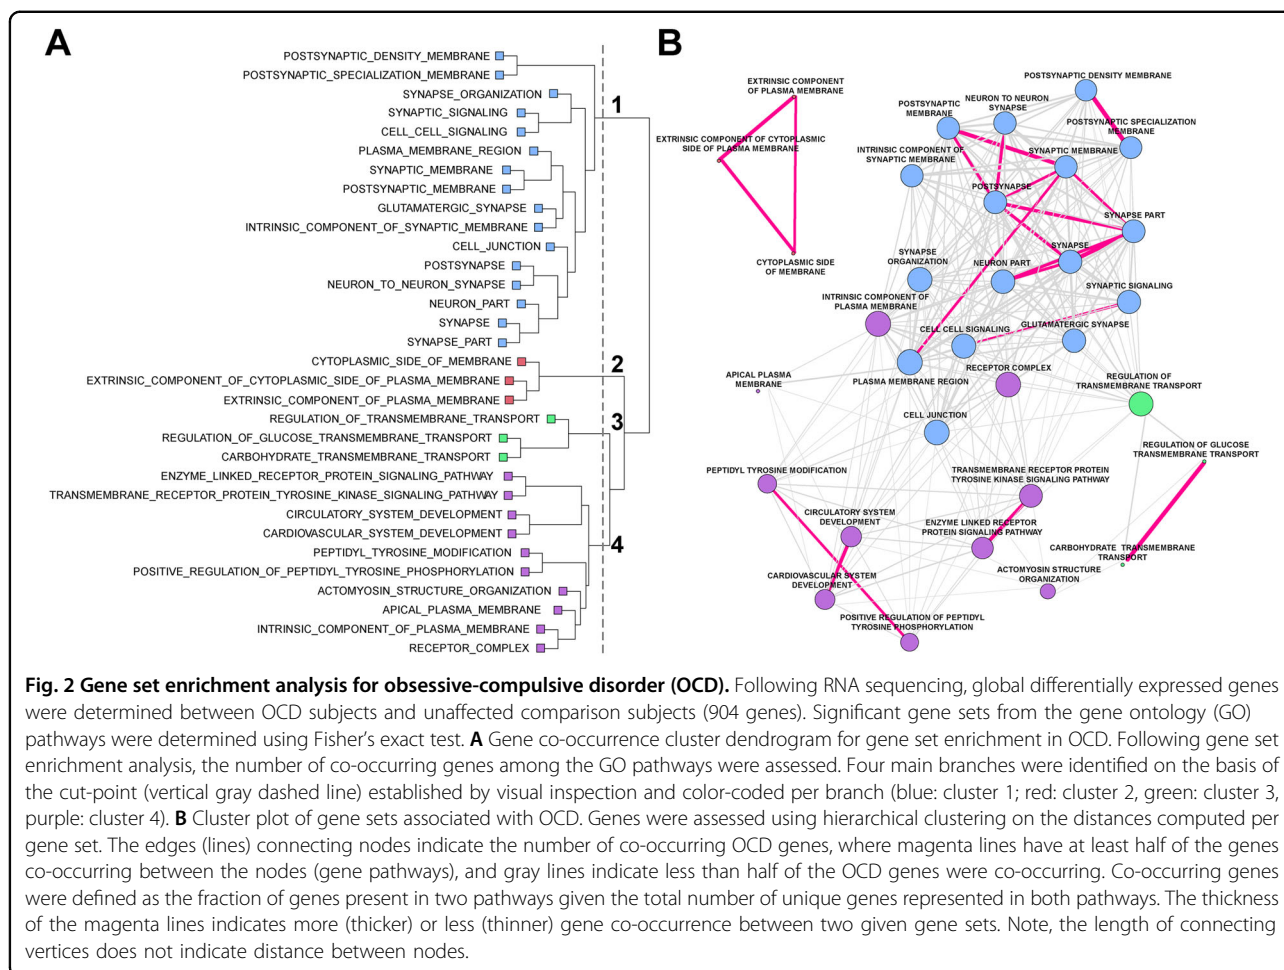 A
POSTSYNAPTIC_DENSITY_MEMBRANE
POSTSYNAPTIC_SPECIALIZATION_MEMBRANE
SYNAPSE_ORGANIZATION
1
SYNAPTIC_SIGNALING
CELL_CELL_SIGNALING
PLASMA_MEMBRANE_REGION
SYNAPTIC_MEMBRANE
POSTSYNAPTIC_MEMBRANE
GLUTAMATERGIC_SYNAPSE
INTRINSIC_COMPONENT_OF_SYNAPTIC_MEMBRANE
CELL_JUNCTION
POSTSYNAPSE
NEURON_TO_NEURON_SYNAPSE
NEURON_PART
SYNAPSE
SYNAPSE_PART
CYTOPLASMIC_SIDE_OF_MEMBRANE
2
EXTRINSIC_COMPONENT_OF_CYTOPLASMIC_SIDE_OF_PLASMA_MEMBRANE
EXTRINSIC_COMPONENT_OF_PLASMA_MEMBRANE
REGULATION_OF_TRANSMEMBRANE_TRANSPORT
3
REGULATION_OF_GLUCOSE_TRANSMEMBRANE_TRANSPORT
CARBOHYDRATE_TRANSMEMBRANE_TRANSPORT
ENZYME_LINKED_RECEPTOR_PROTEIN_SIGNALING_PATHWAY
TRANSMEMBRANE_RECEPTOR_PROTEIN_TYROSINE_KINASE_SIGNALING_PATHWAY
CIRCULATORY_SYSTEM_DEVELOPMENT
CARDIOVASCULAR_SYSTEM_DEVELOPMENT
4
PEPTIDYL_TYROSINE_MODIFICATION
POSITIVE_REGULATION_OF_PEPTIDYL_TYROSINE_PHOSPHORYLATION
ACTOMYOSIN_STRUCTURE_ORGANIZATION
APICAL_PLASMA_MEMBRANE
INTRINSIC_COMPONENT_OF_PLASMA_MEMBRANE
RECEPTOR_COMPLEX
B
EXTRINSIC COMPONENT
OF PLASMA MEMBRANE
EXTRINSIC COMPONENT OF CYTOPLASMIC
SIDE OF PLASMA MEMBRANE
CYTOPLASMIC SIDE
OF MEMBRANE
POSTSYNAPTIC DENSITY MEMBRANE
POSTSYNAPTIC
MEMBRANE
NEURON TO NEURON
SYNAPSE
POSTSYNAPTIC SPECIALIZATION
MEMBRANE
INTRINSIC COMPONENT OF
SYNAPTIC MEMBRANE
SYNAPTIC MEMBRANE
POSTSYNAPSE
SYNAPSE PART
SYNAPSE
ORGANIZATION
NEURON PART
SYNAPSE
SYNAPTIC SIGNALING
INTRINSIC COMPONENT OF
PLASMA MEMBRANE
CELL CELL SIGNALING
GLUTAMATERGIC SYNAPSE
APICAL PLASMA
MEMBRANE
PLASMA MEMBRANE REGION
RECEPTOR COMPLEX
REGULATION OF
TRANSMEMBRANE TRANSPORT
CELL JUNCTION
REGULATION OF GLUCOSE
TRANSMEMBRANE TRANSPORT
PEPTIDYL TYROSINE MODIFICATION
TRANSMEMBRANE RECEPTOR PROTEIN
TYROSINE KINASE SIGNALING PATHWAY
CIRCULATORY SYSTEM
DEVELOPMENT
ENZYME LINKED RECEPTOR
PROTEIN SIGNALING PATHWAY
CARBOHYDRATE TRANSMEMBRANE
TRANSPORT
ACTOMYOSIN STRUCTURE
ORGANIZATION
CARDIOVASCULAR SYSTEM
DEVELOPMENT
POSITIVE REGULATION OF PEPTIDYL
TYROSINE PHOSPHORYLATION
Fig. 2 Gene set enrichment analysis for obsessive-compulsive disorder (OCD). Following RNA sequencing, global differentially expressed genes
were determined between OCD subjects and unaffected comparison subjects (904 genes). Significant gene sets from the gene ontology (GO)
pathways were determined using Fisher's exact test. A Gene co-occurrence cluster dendrogram for gene set enrichment in OCD. Following gene set
enrichment analysis, the number of co-occurring genes among the GO pathways were assessed. Four main branches were identified on the basis of
the cut-point (vertical gray dashed line) established by visual inspection and color-coded per branch (blue: cluster 1; red: cluster 2, green: cluster 3,
purple: cluster 4). B Cluster plot of gene sets associated with OCD. Genes were assessed using hierarchical clustering on the distances computed per
gene set. The edges (lines) connecting nodes indicate the number of co-occurring OCD genes, where magenta lines have at least half of the genes
co-occurring between the nodes (gene pathways), and gray lines indicate less than half of the OCD genes were co-occurring. Co-occurring genes
were defined as the fraction of genes present in two pathways given the total number of unique genes represented in both pathways. The thickness
of the magenta lines indicates more (thicker) or less (thinner) gene co-occurrence between two given gene sets. Note, the length of connecting
vertices does not indicate distance between nodes.